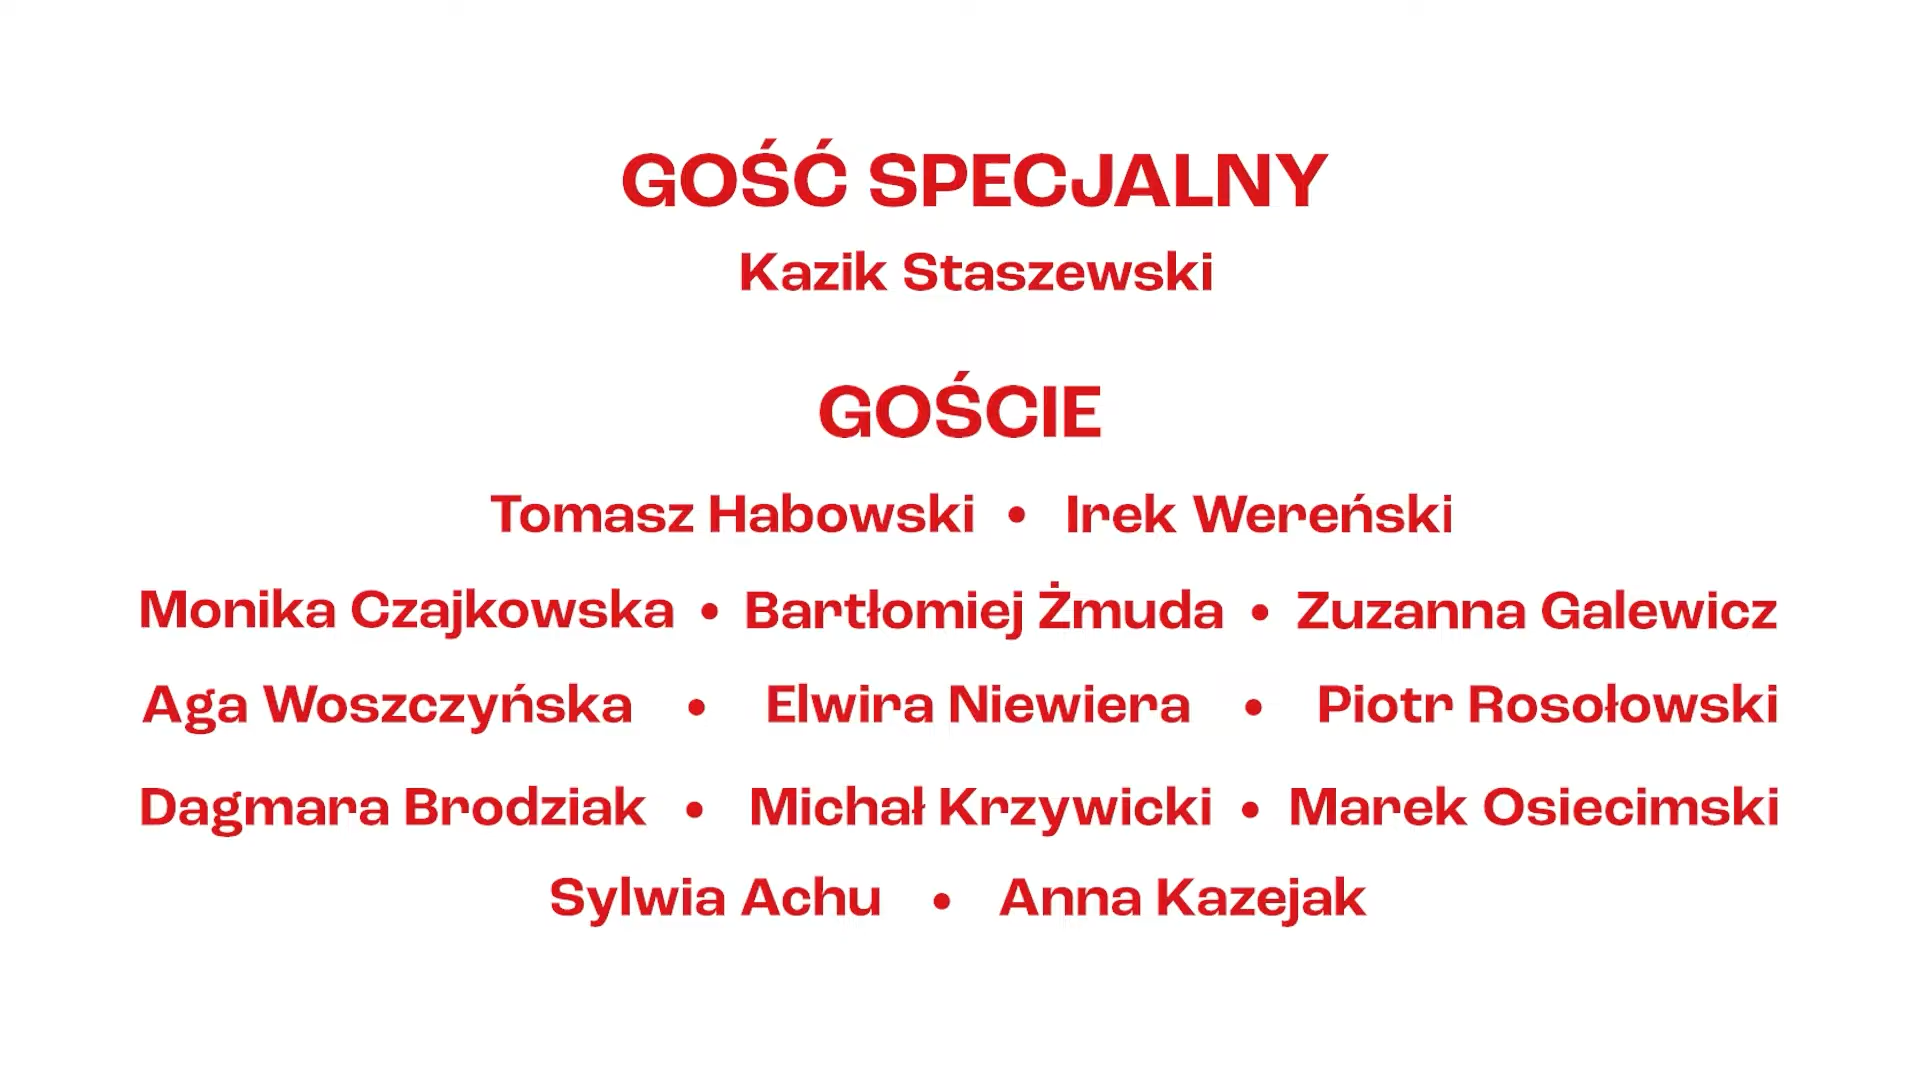 GOŚĆ SPECJALNY
Kazik Staszewski
GOŚCIE
Tomasz Habowski • Irek Wereński
Monika Czajkowska • Bartłomiej Żmuda • Zuzanna Galewicz
Aga Woszczyńska • Elwira Niewiera • Piotr Rosołowski
Dagmara Brodziak • Michał Krzywicki • Marek Osiecimski
Sylwia Achu • Anna Kazejak